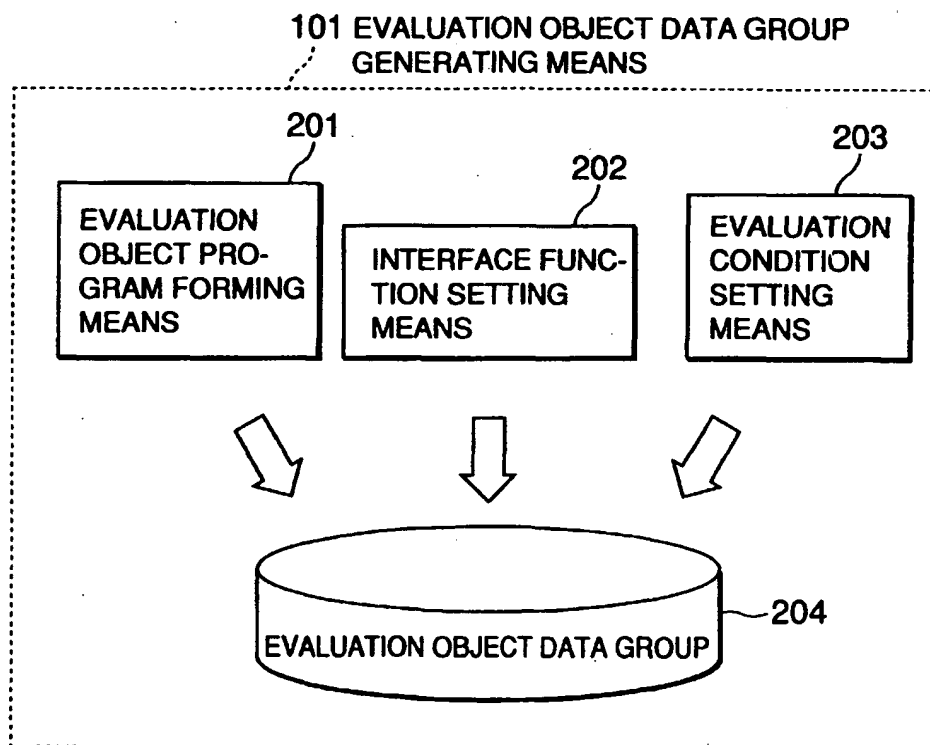 101 EVALUATION OBJECT DATA GROUP
GENERATING MEANS
201
EVALUATION
OBJECT PRO-
GRAM FORMING
MEANS
202
INTERFACE FUNC-
TION SETTING
MEANS
203
EVALUATION
CONDITION
SETTING
MEANS
204
EVALUATION OBJECT DATA GROUP